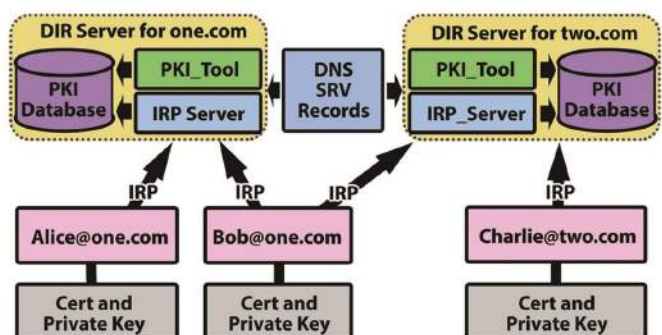 DIR Server for one.com
PKI_Tool
PKI
Database
IRP Server
DNS
SRV
Records
DIR Server for two.com
PKI_Tool
IRP_Server
PKI
Database
IRP
IRP
IRP
IRP
Alice@one.com
Bob@one.com
Charlie@two.com
Cert and
Private Key
Cert and
Private Key
Cert and
Private Key